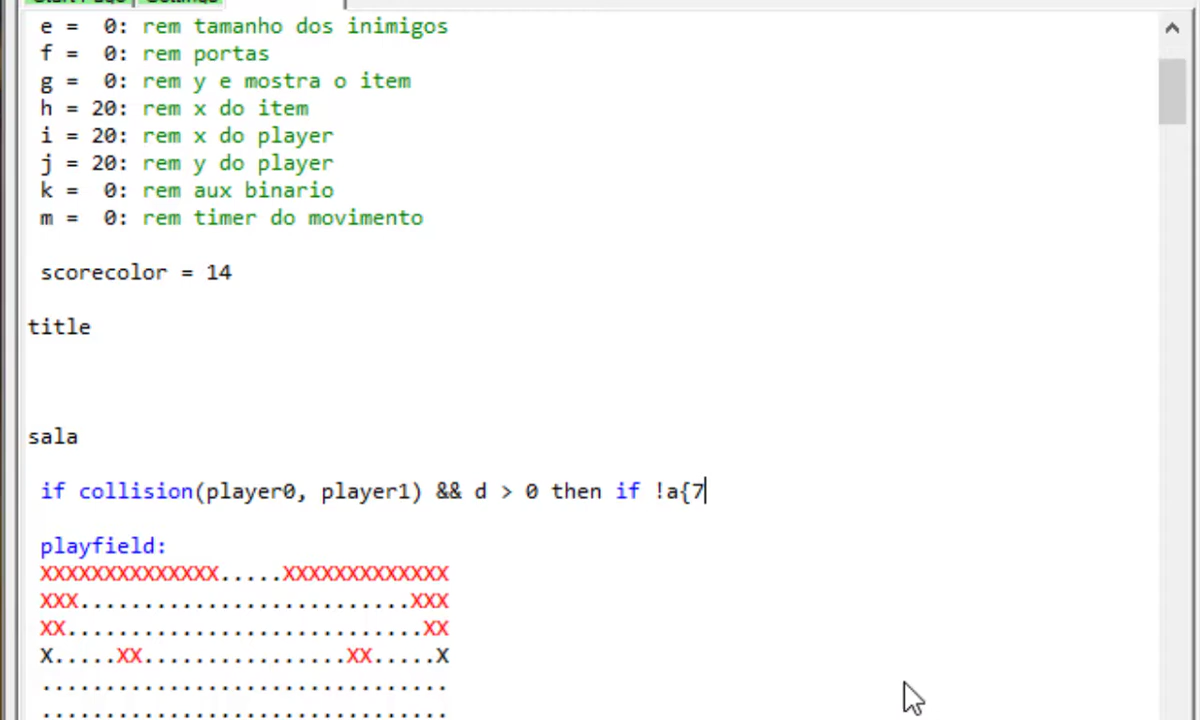 e =  0: rem tamanho dos inimigos
f =  0: rem portas
g =  0: rem y e mostra o item
h = 20: rem x do item
i = 20: rem x do player
j = 20: rem y do player
k =  0: rem aux binario
m =  0: rem timer do movimento
scorecolor = 14
title
sala
if collision(player0, player1) && d > 0 then if !a{7
playfield:
XXXXXXXXXXXXXX.....XXXXXXXXXXXXX
XXX..........................XXX
XX............................XX
X.....XX................XX.....X
................................
................................